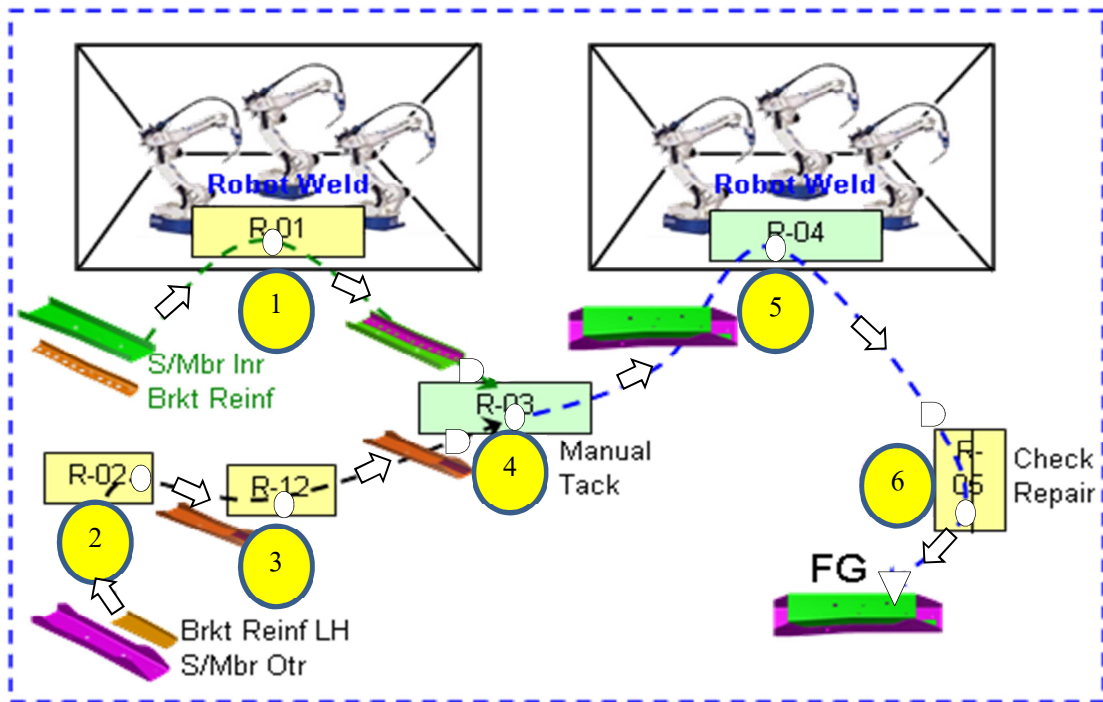 Robot Weld
R-01
1
S/Mbr Inr
Brkt Reinf
Robot Weld
R-04
5
R-03
4
Manual
Tack
R-02
2
R-12
3
Brkt Reinf LH
S/Mbr Otr
6
R-
05
Check
Repair
FG
D
D
D